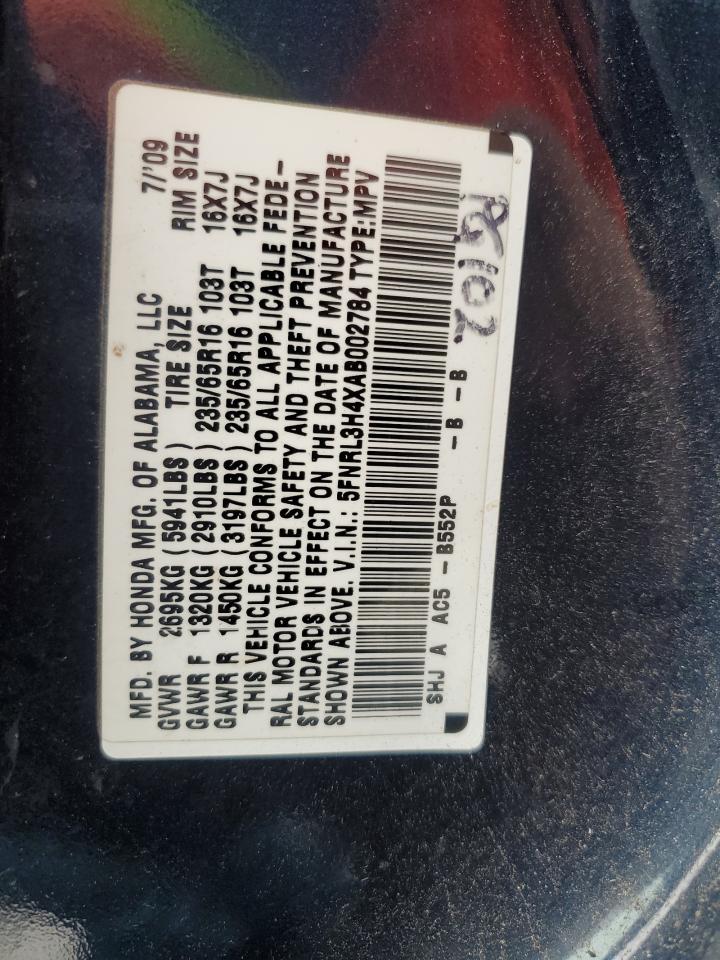 MFD. BY HONDA MFG. OF ALABAMA, LLC 7/'09
GVWR 2695KG (5941LBS) TIRE SIZE RIM SIZE
GAWR F 1320KG (2910LBS) 235/65R16 103T 16X7J
GAWR R 1450KG (3197LBS) 235/65R16 103T 16X7J
THIS VEHICLE CONFORMS TO ALL APPLICABLE FEDE-
RAL MOTOR VEHICLE SAFETY AND THEFT PREVENTION
STANDARDS IN EFFECT ON THE DATE OF MANUFACTURE
SHOWN ABOVE. V.I.N.: 5FNRL3H4XAB002784 TYPE:MPV
SHJ A AC5 - B552P - B - B